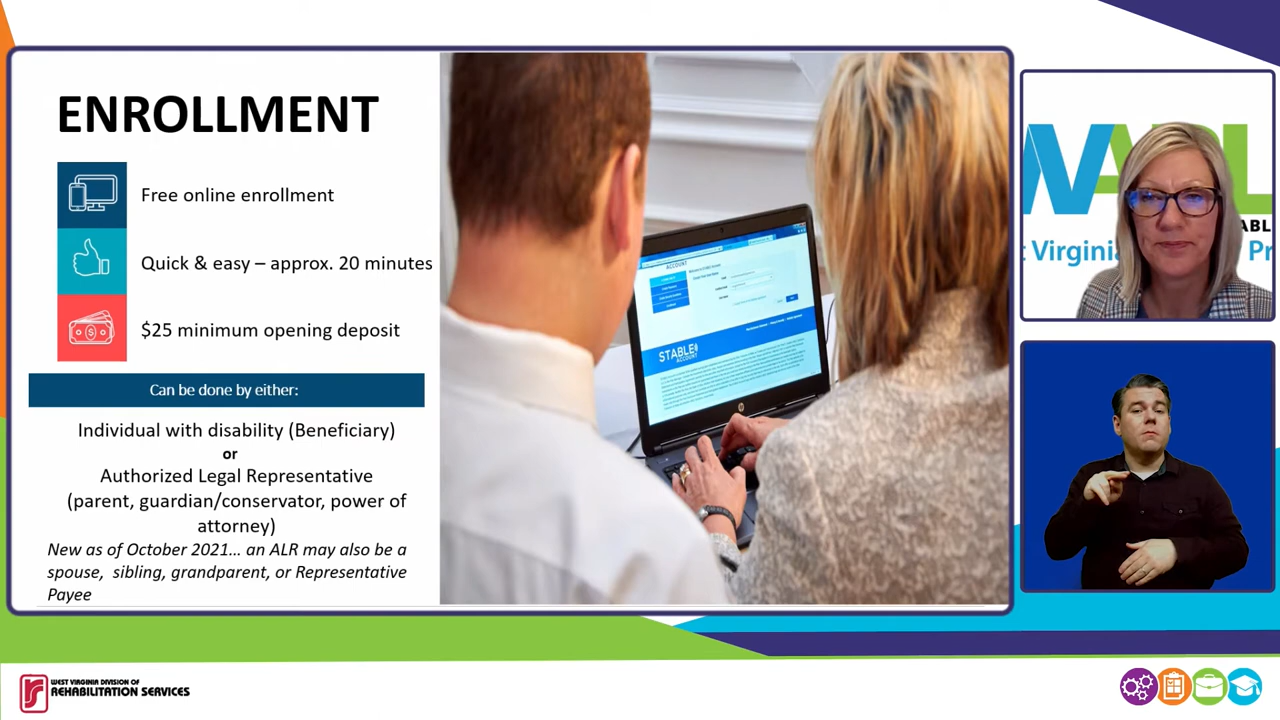 ENROLLMENT
Free online enrollment
Quick & easy – approx. 20 minutes
$25 minimum opening deposit
Can be done by either:
Individual with disability (Beneficiary)
or
Authorized Legal Representative
(parent, guardian/conservator, power of
attorney)
New as of October 2021... an ALR may also be a
spouse, sibling, grandparent, or Representative
Payee
STABLE
ACCOUNT
WABL
ABL
t Virginia
Pr
WEST VIRGINIA DIVISION OF
REHABILITATION SERVICES